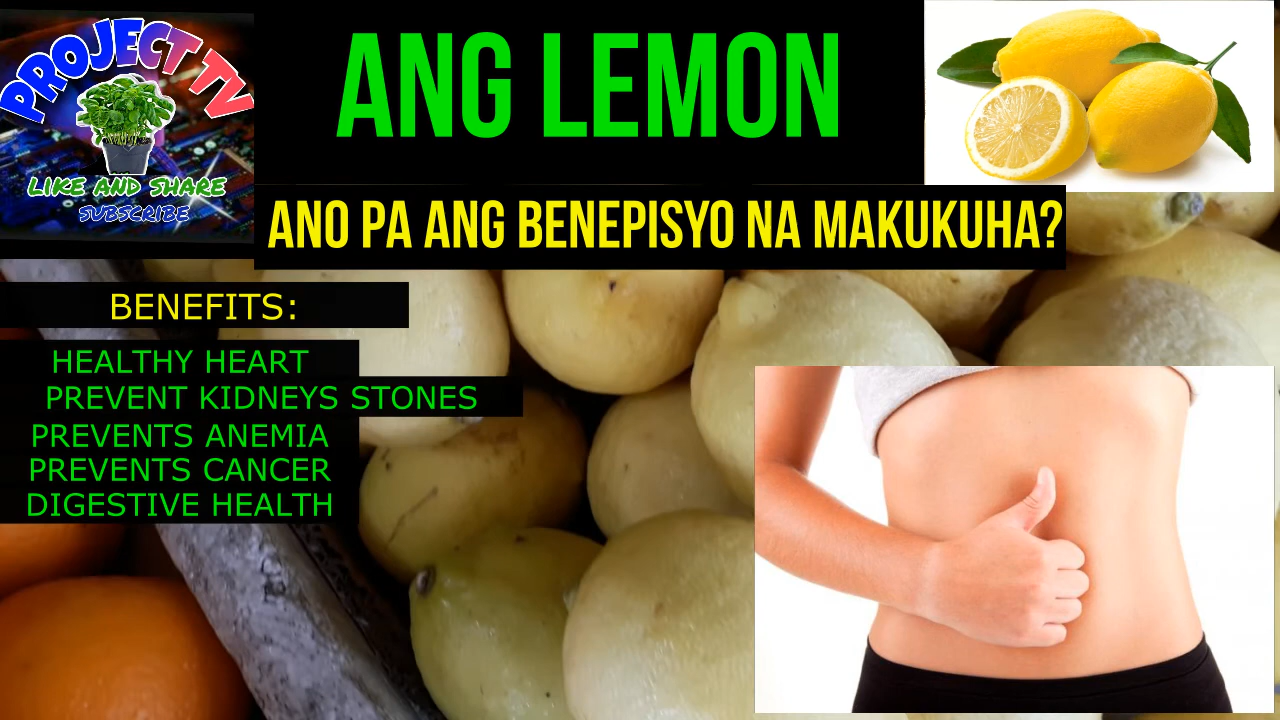 PROJECT TV
LIKE AND SHARE
SUBSCRIBE
ANG LEMON
ANO PA ANG BENEPISYO NA MAKUKUHA?
BENEFITS:
HEALTHY HEART
PREVENT KIDNEYS STONES
PREVENTS ANEMIA
PREVENTS CANCER
DIGESTIVE HEALTH